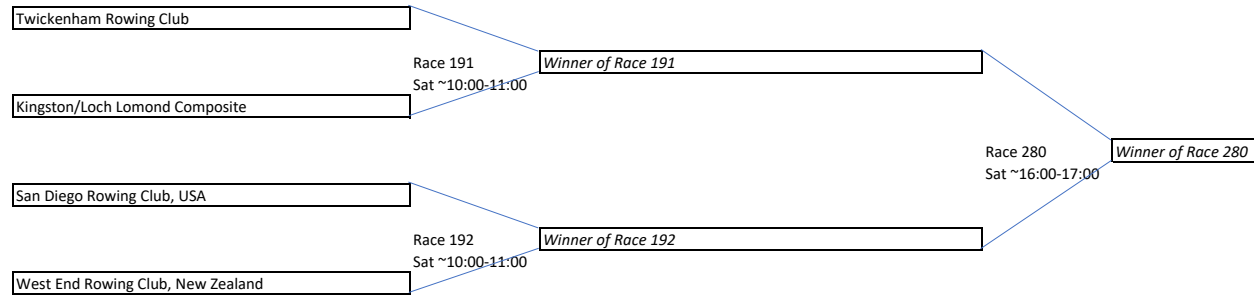 Twickenham Rowing Club
Race 191
Sat ~10:00-11:00
Winner of Race 191
Kingston/Loch Lomond Composite
Race 280
Sat ~16:00-17:00
Winner of Race 280
San Diego Rowing Club, USA
Race 192
Sat ~10:00-11:00
Winner of Race 192
West End Rowing Club, New Zealand